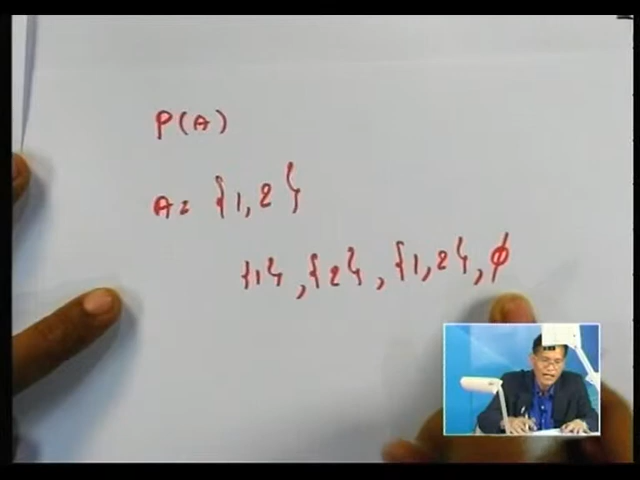 P(A)
A = {1, 2}
{1}, {2}, {1, 2}, ϕ